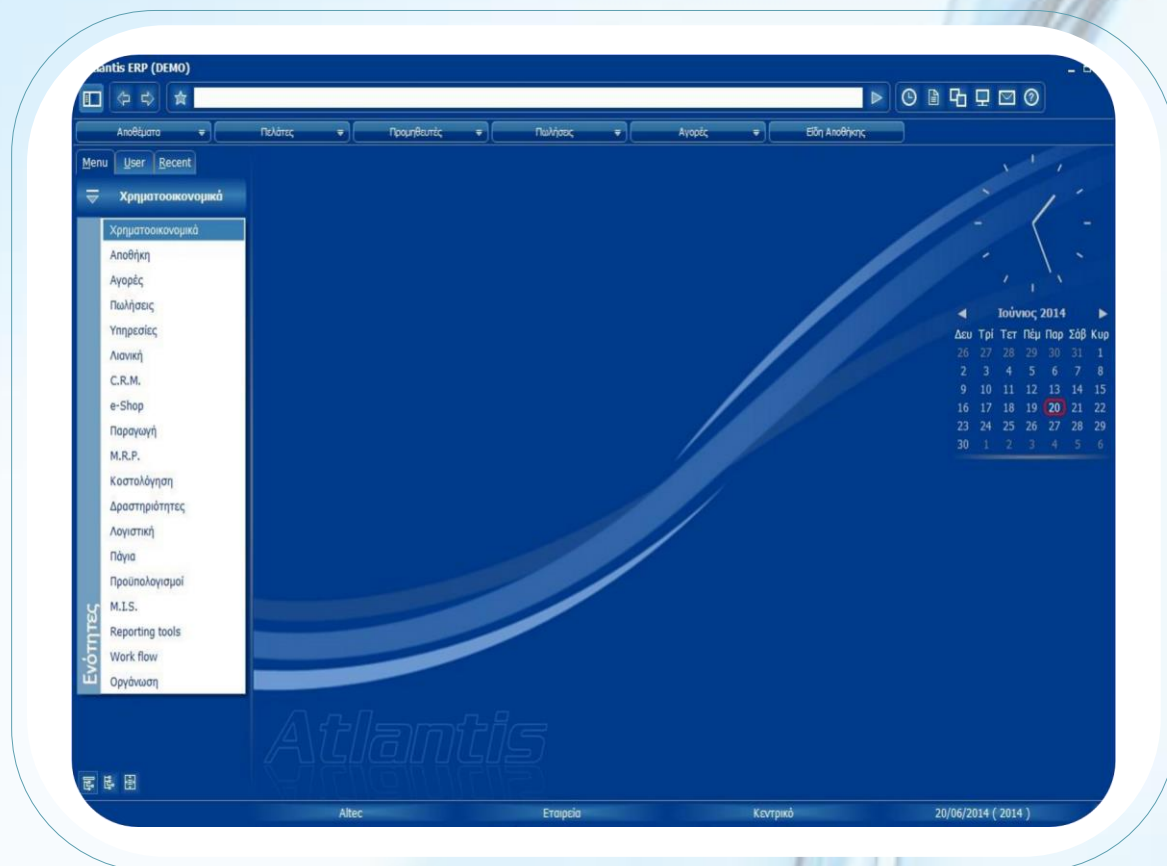 Atlantis ERP (DEMO)
Αποθέματα Πελάτες Προμηθευτές Πωλήσεις Αγορές Είδη Αποθήκης
Menu User Recent
Χρηματοοικονομικά
Χρηματοοικονομικά
Αποθήκη
Αγορές
Πωλήσεις
Υπηρεσίες
Λιανική
C.R.M.
e-Shop
Παραγωγή
M.R.P.
Κοστολόγηση
Δραστηριότητες
Λογιστική
Πάγια
Προϋπολογισμοί
M.I.S.
Reporting tools
Work flow
Οργάνωση
Ενότητες
Ιούνιος 2014
Δευ Τρί Τετ Πέμ Παρ Σάβ Κυρ
26 27 28 29 30 31 1
2 3 4 5 6 7 8
9 10 11 12 13 14 15
16 17 18 19 20 21 22
23 24 25 26 27 28 29
30 1 2 3 4 5 6
Atlantis
Altec Εταιρεία Κεντρικό 20/06/2014 ( 2014 )